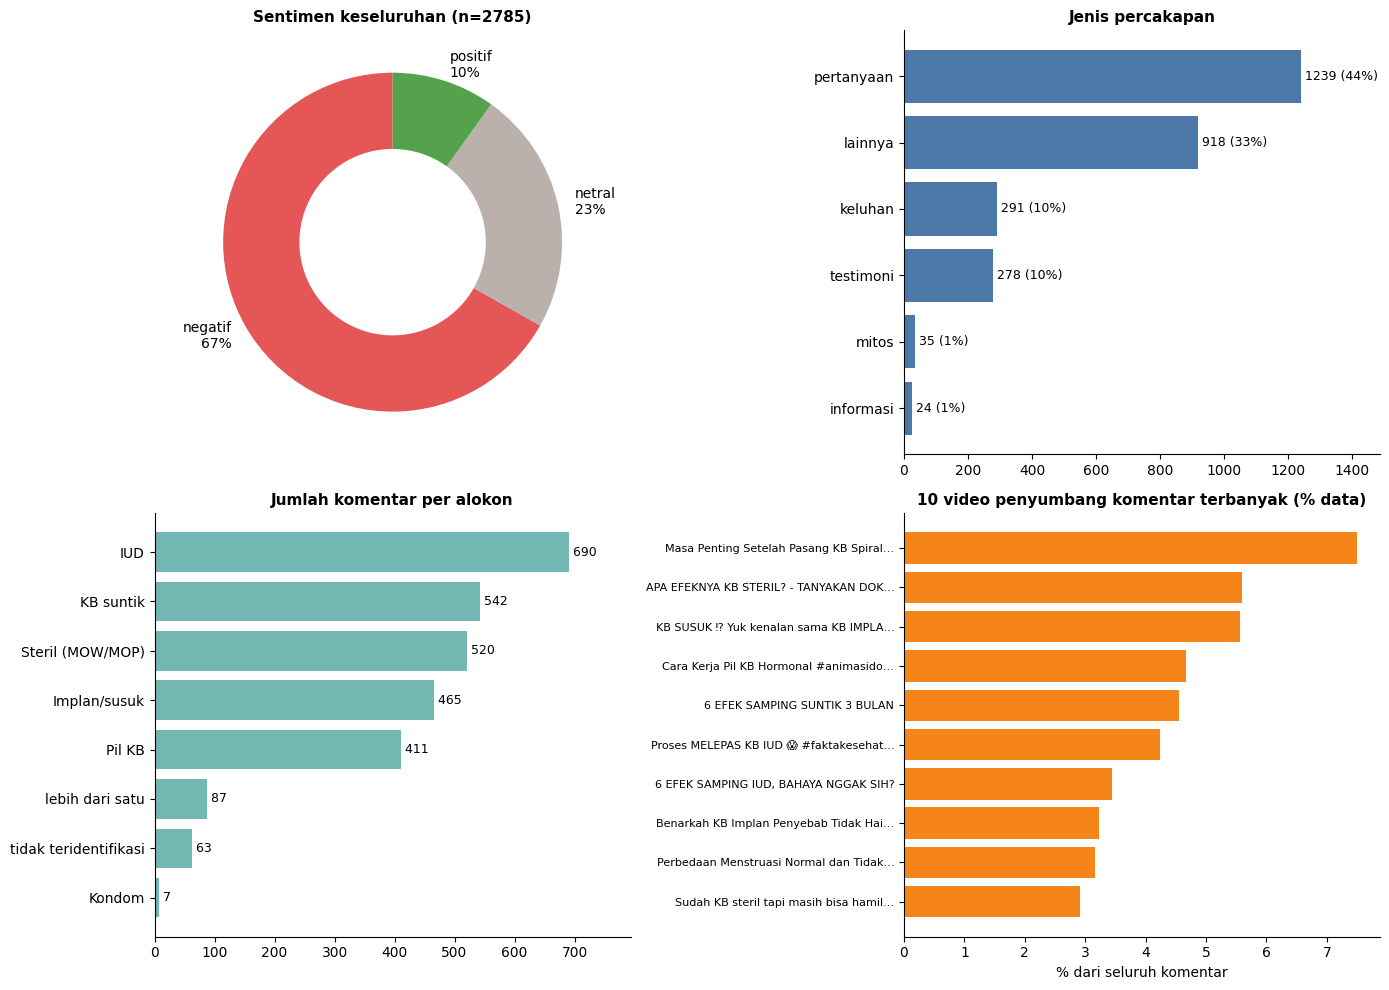 Sentimen keseluruhan (n=2785)
positif
10%
netral
23%
negatif
67%
Jenis percakapan
pertanyaan
1239 (44%)
lainnya
918 (33%)
keluhan
291 (10%)
testimoni
278 (10%)
mitos
35 (1%)
informasi
24 (1%)
0 200 400 600 800 1000 1200 1400
Jumlah komentar per alokon
IUD
690
KB suntik
542
Steril (MOW/MOP)
520
Implan/susuk
465
Pil KB
411
lebih dari satu
87
tidak teridentifikasi
63
Kondom
7
0 100 200 300 400 500 600 700
10 video penyumbang komentar terbanyak (% data)
Masa Penting Setelah Pasang KB Spiral…
APA EFEKNYA KB STERIL? - TANYAKAN DOK…
KB SUSUK ⁉ Yuk kenalan sama KB IMPLA…
Cara Kerja Pil KB Hormonal #animasido…
6 EFEK SAMPING SUNTIK 3 BULAN
Proses MELEPAS KB IUD 😱 #faktakesehat…
6 EFEK SAMPING IUD, BAHAYA NGGAK SIH?
Benarkah KB Implan Penyebab Tidak Hai…
Perbedaan Menstruasi Normal dan Tidak…
Sudah KB steril tapi masih bisa hamil…
0 1 2 3 4 5 6 7
% dari seluruh komentar